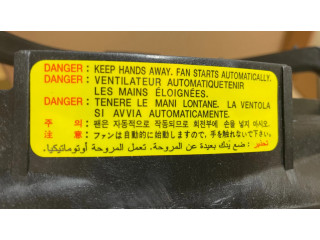 DANGER : KEEP HANDS AWAY. FAN STARTS AUTOMATICALLY.
DANGER : VENTILATEUR AUTOMATIQUETENIR
LES MAINS ÉLOIGNÉES.
DANGER : TENERE LE MANI LONTANE. LA VENTOLA
SI AVVIA AUTOMATICAMENTE.
주 의 : 팬은 자동적으로 작동되므로 회전부에 손을 넣지 마시오.
注 意 : ファンは自動的に始動しますので、手を触れないで下さい。
تحذير : ضع يدك بعيدة عن المروحة. تعمل المروحة أوتوماتيكيا.